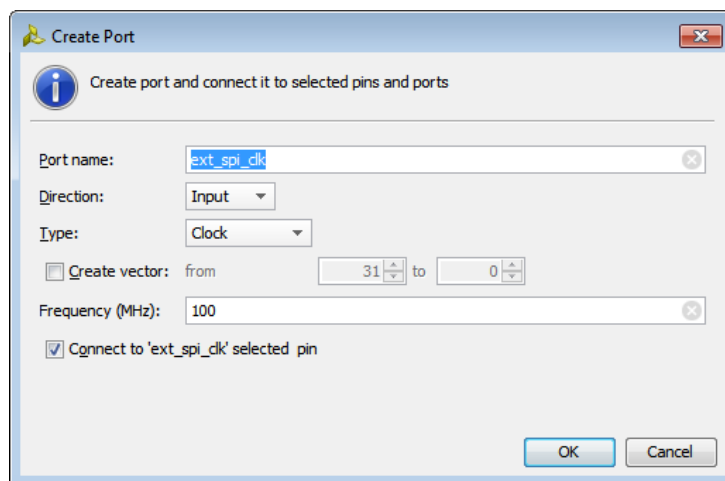 Create Port
Create port and connect it to selected pins and ports
Port name: ext_spi_clk
Direction: Input
Type: Clock
Create vector: from 31 to 0
Frequency (MHz): 100
Connect to 'ext_spi_clk' selected pin
OK Cancel